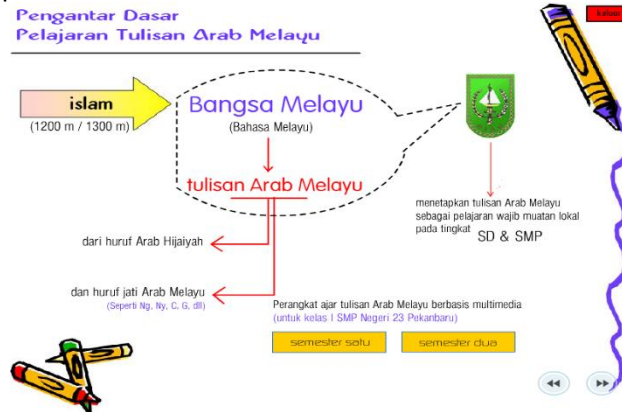 Pengantar Dasar
Pelajaran Tulisan Arab Melayu
keluar
islam
(1200 m / 1300 m)
Bangsa Melayu
(Bahasa Melayu)
tulisan Arab Melayu
menetapkan tulisan Arab Melayu
sebagai pelajaran wajib muatan lokal
pada tingkat SD & SMP
dari huruf Arab Hijaiyah
dan huruf jati Arab Melayu
(Seperti Ng, Ny, C, G, dll)
Perangkat ajar tulisan Arab Melayu berbasis multimedia
(untuk kelas I SMP Negeri 23 Pekanbaru)
semester satu
semester dua